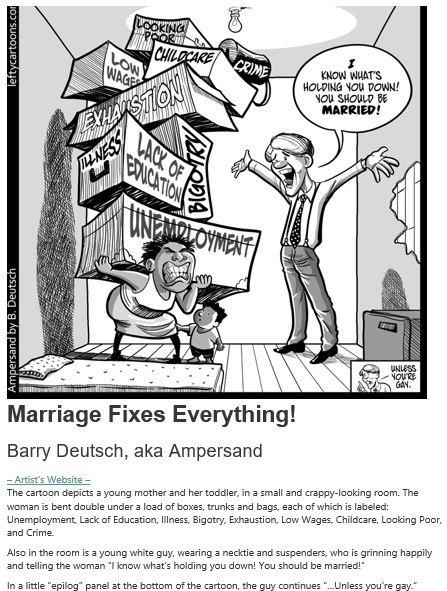 leftycartoons.com
LOOKING
POOR
CHILDCARE
CRIME
LOW
WAGES
EXHAUSTION
ILLNESS
LACK OF
EDUCATION
BIGOTRY
UNEMPLOYMENT
I
KNOW WHAT'S
HOLDING YOU DOWN!
YOU SHOULD BE
MARRIED!
Ampersand by B. Deutsch
UNLESS
YOU'RE
GAY.
Marriage Fixes Everything!
Barry Deutsch, aka Ampersand
– Artist's Website –
The cartoon depicts a young mother and her toddler, in a small and crappy-looking room. The
woman is bent double under a load of boxes, trunks and bags, each of which is labeled:
Unemployment, Lack of Education, Illness, Bigotry, Exhaustion, Low Wages, Childcare, Looking Poor,
and Crime.
Also in the room is a young white guy, wearing a necktie and suspenders, who is grinning happily
and telling the woman "I know what's holding you down! You should be married!"
In a little "epilog" panel at the bottom of the cartoon, the guy continues "...Unless you're gay."